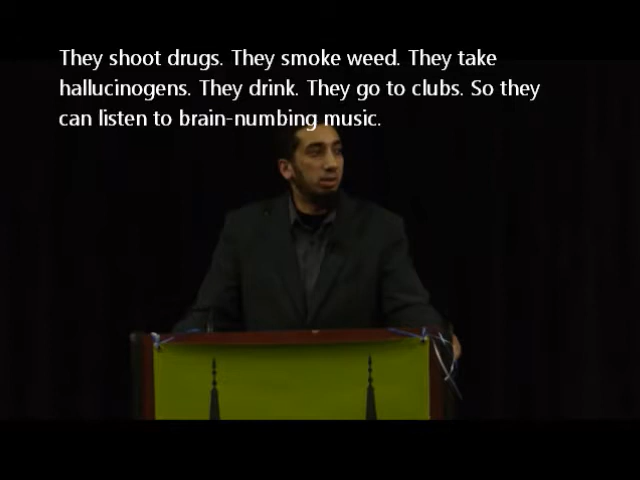 They shoot drugs. They smoke weed. They take
hallucinogens. They drink. They go to clubs. So they
can listen to brain-numbing music.